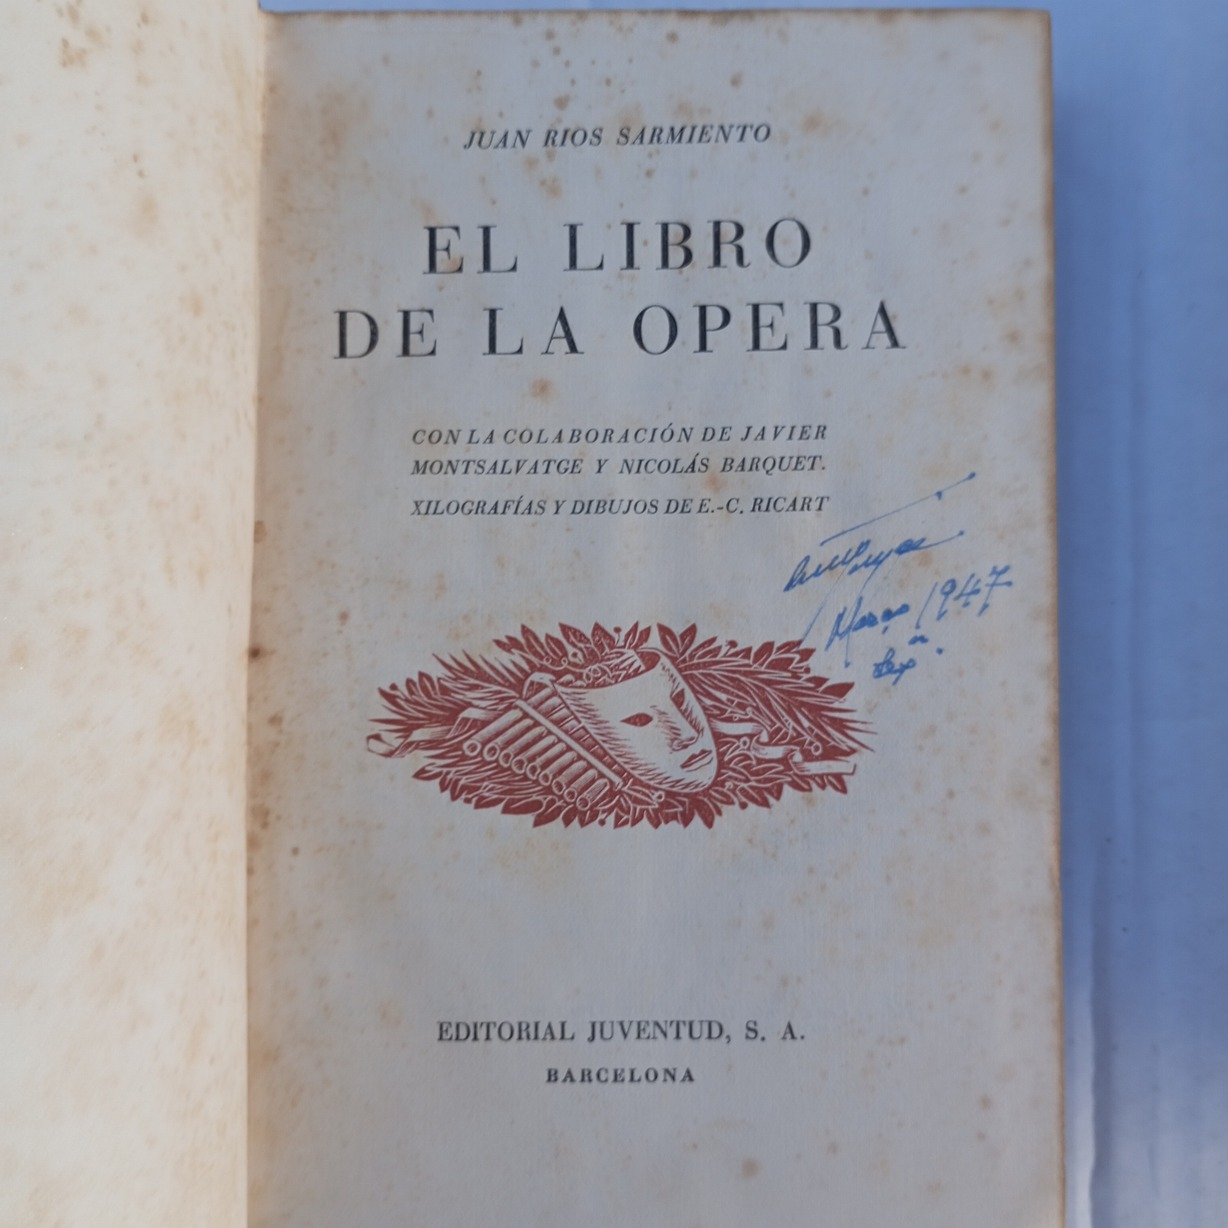 JUAN RIOS SARMIENTO
EL LIBRO
DE LA OPERA
CON LA COLABORACIÓN DE JAVIER
MONTSALVATGE Y NICOLÁS BARQUET.
XILOGRAFÍAS Y DIBUJOS DE E.-C. RICART
1947
EDITORIAL JUVENTUD, S. A.
BARCELONA